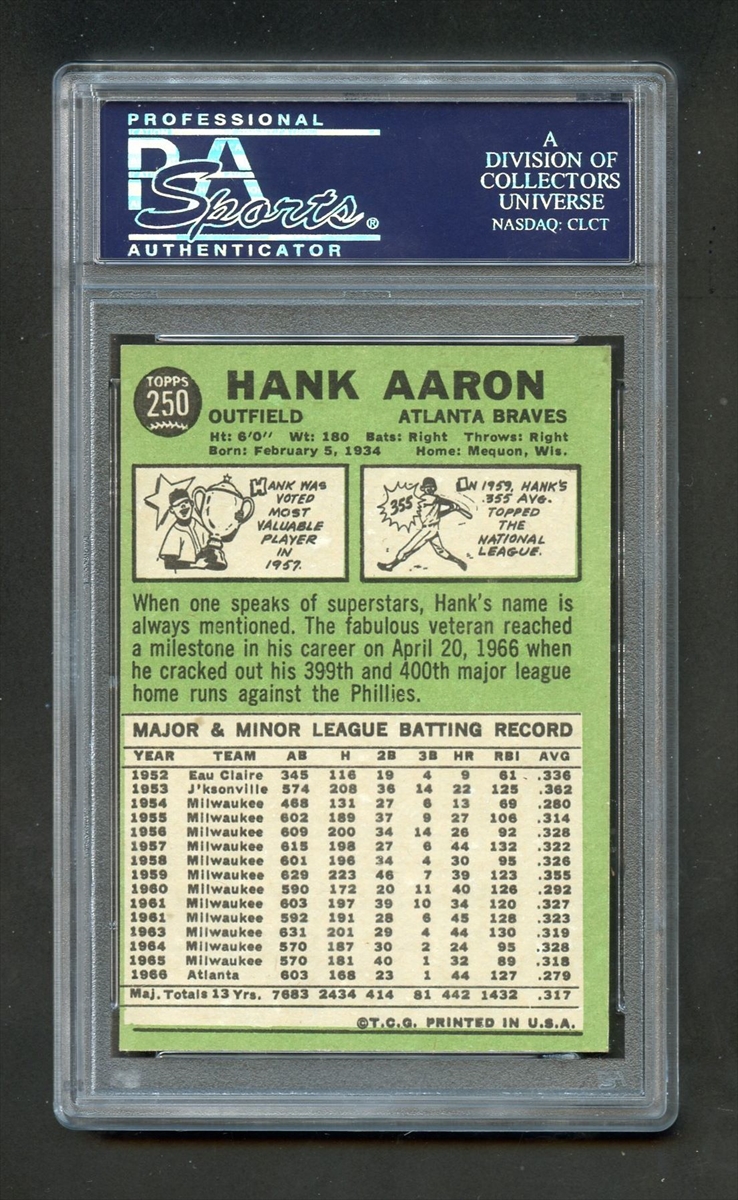 PROFESSIONAL
PSA
Sports®
AUTHENTICATOR
A
DIVISION OF
COLLECTORS
UNIVERSE
NASDAQ: CLCT
TOPPS
250
HANK AARON
OUTFIELD ATLANTA BRAVES
Ht: 6'0" Wt: 180 Bats: Right Throws: Right
Born: February 5, 1934 Home: Mequon, Wis.
HANK WAS
VOTED
MOST
VALUABLE
PLAYER
IN
1957.
355
IN 1959, HANK'S
.355 AVG.
TOPPED
THE
NATIONAL
LEAGUE.
When one speaks of superstars, Hank's name is
always mentioned. The fabulous veteran reached
a milestone in his career on April 20, 1966 when
he cracked out his 399th and 400th major league
home runs against the Phillies.
MAJOR & MINOR LEAGUE BATTING RECORD
YEAR TEAM AB H 2B 3B HR RBI AVG
1952 Eau Claire 345 116 19 4 9 61 .336
1953 J'ksonville 574 208 36 14 22 125 .362
1954 Milwaukee 468 131 27 6 13 69 .280
1955 Milwaukee 602 189 37 9 27 106 .314
1956 Milwaukee 609 200 34 14 26 92 .328
1957 Milwaukee 615 198 27 6 44 132 .322
1958 Milwaukee 601 196 34 4 30 95 .326
1959 Milwaukee 629 223 46 7 39 123 .355
1960 Milwaukee 590 172 20 11 40 126 .292
1961 Milwaukee 603 197 39 10 34 120 .327
1961 Milwaukee 592 191 28 6 45 128 .323
1963 Milwaukee 631 201 29 4 44 130 .319
1964 Milwaukee 570 187 30 2 24 95 .328
1965 Milwaukee 570 181 40 1 32 89 .318
1966 Atlanta 603 168 23 1 44 127 .279
Maj. Totals 13 Yrs. 7683 2434 414 81 442 1432 .317
©T.C.G. PRINTED IN U.S.A.